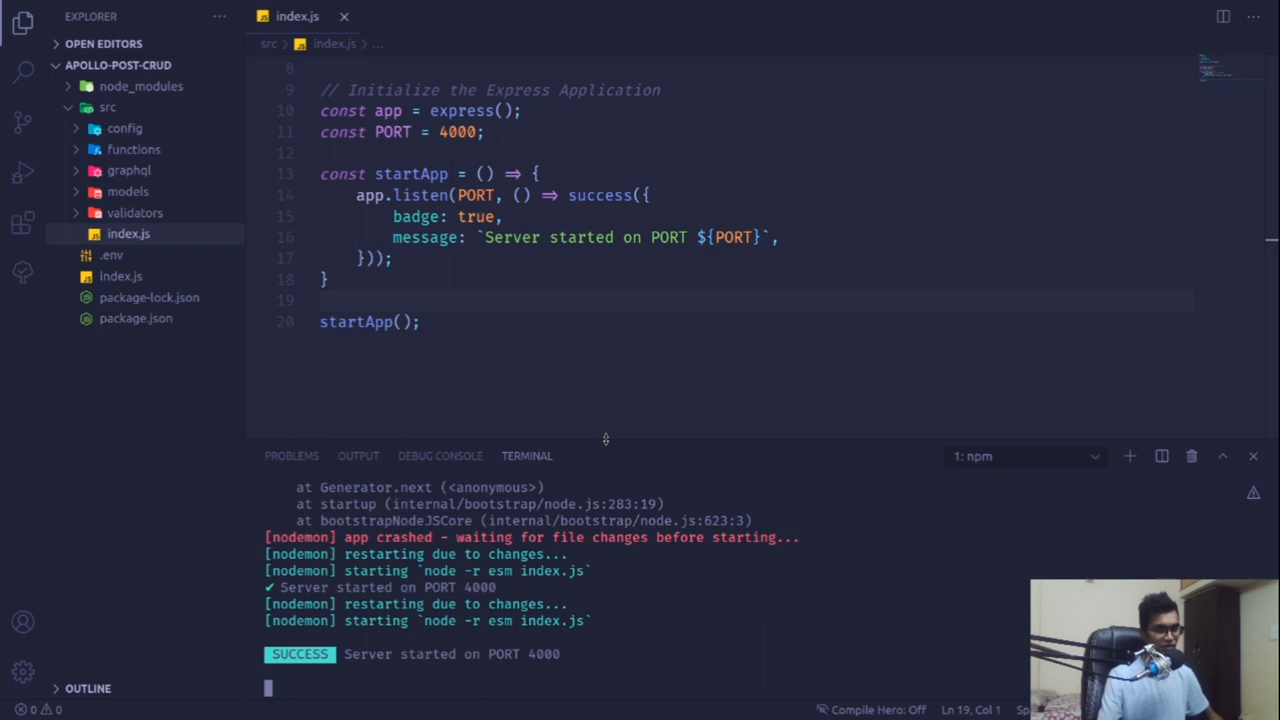 EXPLORER
index.js
OPEN EDITORS
src > index.js > ...
APOLLO-POST-CRUD
node_modules
src
config
functions
graphql
models
validators
index.js
.env
index.js
package-lock.json
package.json
OUTLINE
8
9 // Initialize the Express Application
10 const app = express();
11 const PORT = 4000;
12
13 const startApp = () => {
14 app.listen(PORT, () => success({
15 badge: true,
16 message: `Server started on PORT ${PORT}`,
17 }));
18 }
19
20 startApp();
PROBLEMS OUTPUT DEBUG CONSOLE TERMINAL 1: npm
at Generator.next (<anonymous>)
at startup (internal/bootstrap/node.js:283:19)
at bootstrapNodeJSCore (internal/bootstrap/node.js:623:3)
[nodemon] app crashed - waiting for file changes before starting...
[nodemon] restarting due to changes...
[nodemon] starting `node -r esm index.js`
✔ Server started on PORT 4000
[nodemon] restarting due to changes...
[nodemon] starting `node -r esm index.js`
SUCCESS Server started on PORT 4000
0 0 Compile Hero: Off Ln 19, Col 1